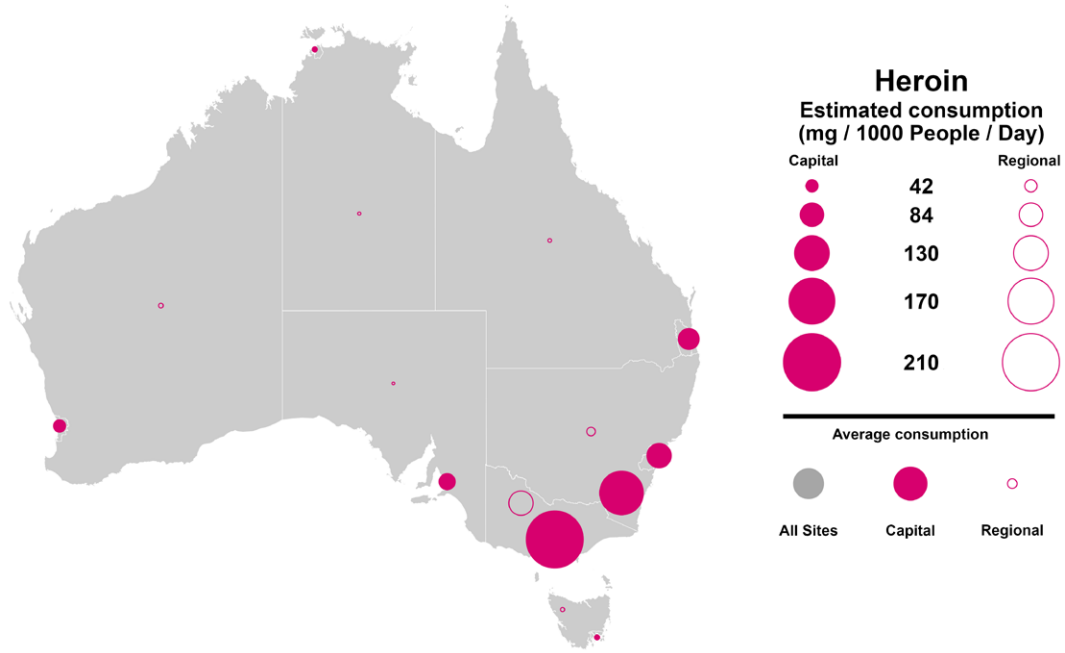 Heroin
Estimated consumption
(mg / 1000 People / Day)
Capital Regional
42
84
130
170
210
Average consumption
All Sites Capital Regional